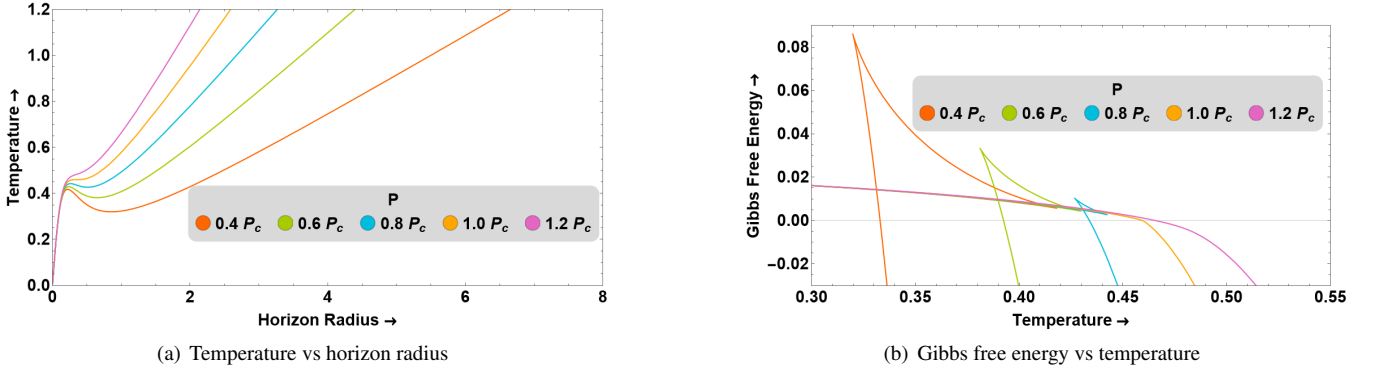 Temperature →
1.2
1.0
0.8
0.6
0.4
0.2
0.0
P
0.4 Pc 0.6 Pc 0.8 Pc 1.0 Pc 1.2 Pc
0 2 4 6 8
Horizon Radius →
(a) Temperature vs horizon radius
Gibbs Free Energy →
0.08
0.06
0.04
0.02
0.00
−0.02
P
0.4 Pc 0.6 Pc 0.8 Pc 1.0 Pc 1.2 Pc
0.30 0.35 0.40 0.45 0.50 0.55
Temperature →
(b) Gibbs free energy vs temperature